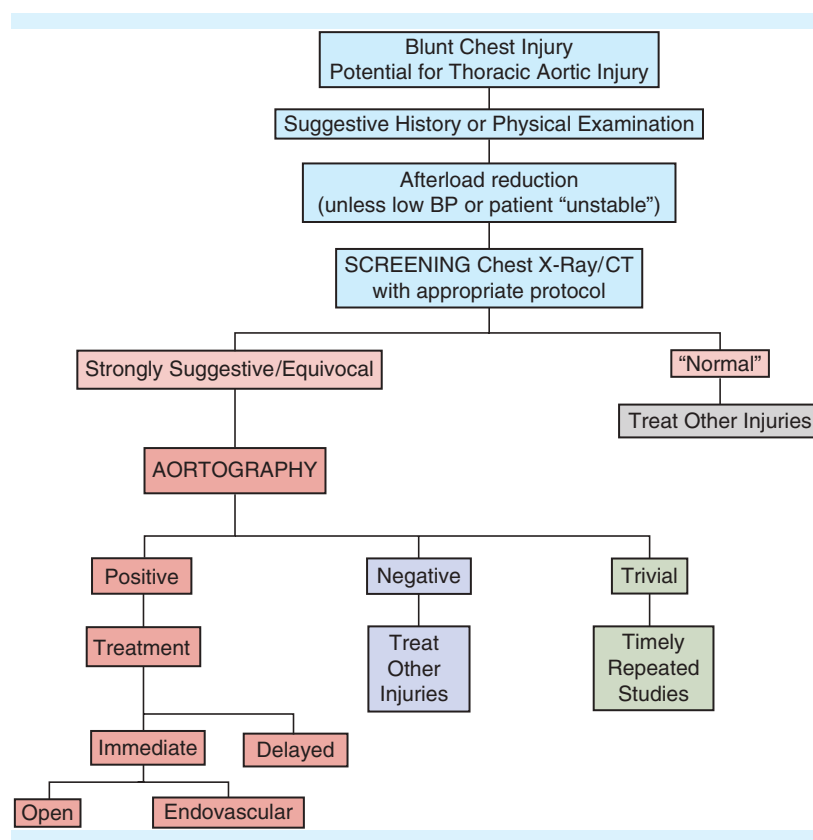 Blunt Chest Injury
Potential for Thoracic Aortic Injury
Suggestive History or Physical Examination
Afterload reduction
(unless low BP or patient “unstable”)
SCREENING Chest X-Ray/CT
with appropriate protocol
Strongly Suggestive/Equivocal
“Normal”
Treat Other Injuries
AORTOGRAPHY
Positive
Negative
Trivial
Treatment
Treat
Other
Injuries
Timely
Repeated
Studies
Immediate
Delayed
Open
Endovascular